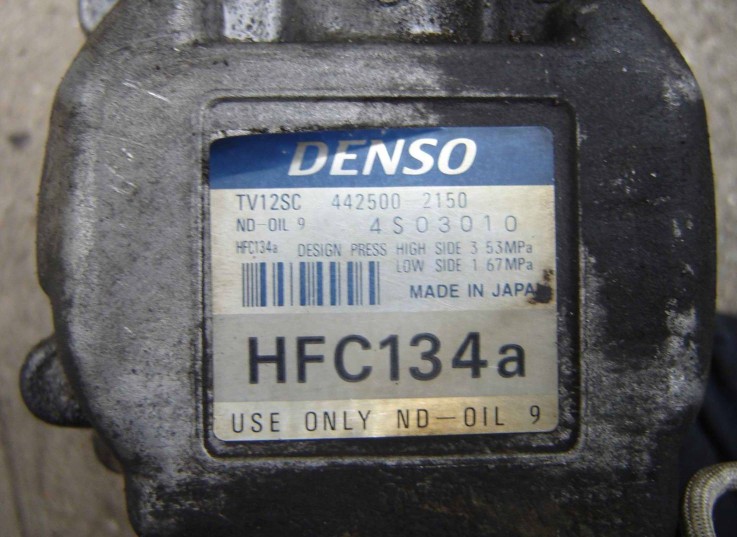 DENSO
TV12SC 442500 2150
ND-OIL 9 4S03010
HFC134a DESIGN PRESS HIGH SIDE 3 53MPa
LOW SIDE 1 67MPa
MADE IN JAPA
HFC134a
USE ONLY ND-OIL 9